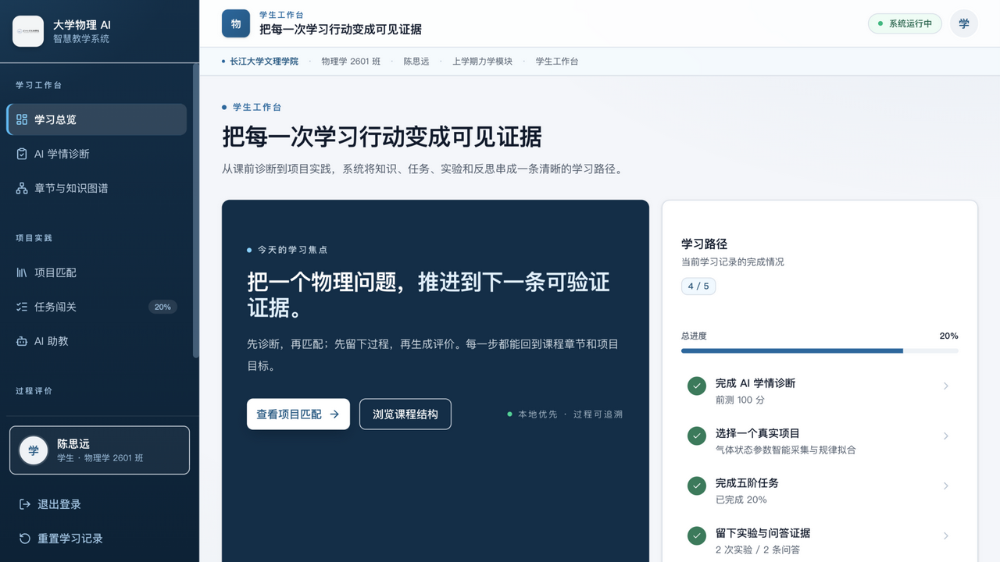 大学物理 AI
智慧教学系统
学习工作台
学习总览
AI 学情诊断
章节与知识图谱
项目实践
项目匹配
任务闯关
20%
AI 助教
过程评价
学
陈思远
学生 · 物理学 2601 班
退出登录
重置学习记录
物
学生工作台
把每一次学习行动变成可见证据
系统运行中
学
长江大学文理学院 · 物理学 2601 班 · 陈思远 · 上学期力学模块 · 学生工作台
学生工作台
把每一次学习行动变成可见证据
从课前诊断到项目实践，系统将知识、任务、实验和反思串成一条清晰的学习路径。
今天的学习焦点
把一个物理问题，推进到下一条可验证
证据。
先诊断，再匹配；先留下过程，再生成评价。每一步都能回到课程章节和项目
目标。
查看项目匹配 →
浏览课程结构
本地优先 · 过程可追溯
学习路径
当前学习记录的完成情况
4 / 5
总进度
20%
完成 AI 学情诊断
前测 100 分
选择一个真实项目
气体状态参数智能采集与规律拟合
完成五阶任务
已完成 20%
留下实验与问答证据
2 次实验 / 2 条问答